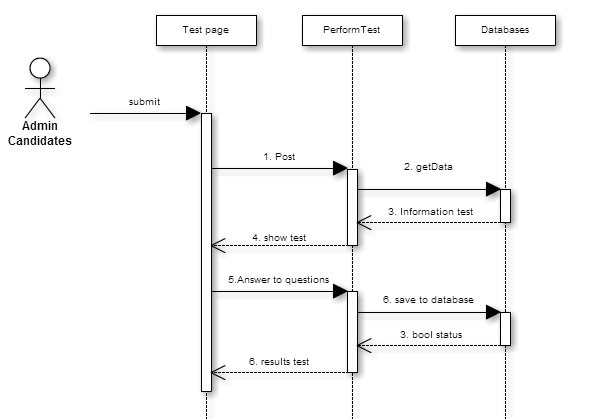 Test page
PerformTest
Databases
Admin
Candidates
submit
1. Post
2. getData
3. Information test
4. show test
5.Answer to questions
6. save to database
3. bool status
6. results test